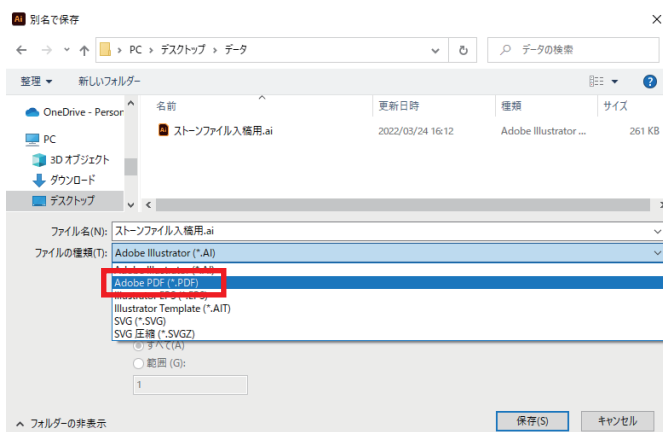 Ai 別名で保存
PC › デスクトップ › データ
データの検索
整理 新しいフォルダー
OneDrive - Person
PC
3D オブジェクト
ダウンロード
デスクトップ
名前 更新日時 種類 サイズ
Ai ストーンファイル入稿用.ai 2022/03/24 16:12 Adobe Illustrator ... 261 KB
ファイル名(N): ストーンファイル入稿用.ai
ファイルの種類(T): Adobe Illustrator (*.AI)
Adobe Illustrator (*.AI)
Adobe PDF (*.PDF)
Illustrator EPS (*.EPS)
Illustrator Template (*.AIT)
SVG (*.SVG)
SVG 圧縮 (*.SVGZ)
すべて(A)
範囲 (G):
1
フォルダーの非表示
保存(S) キャンセル